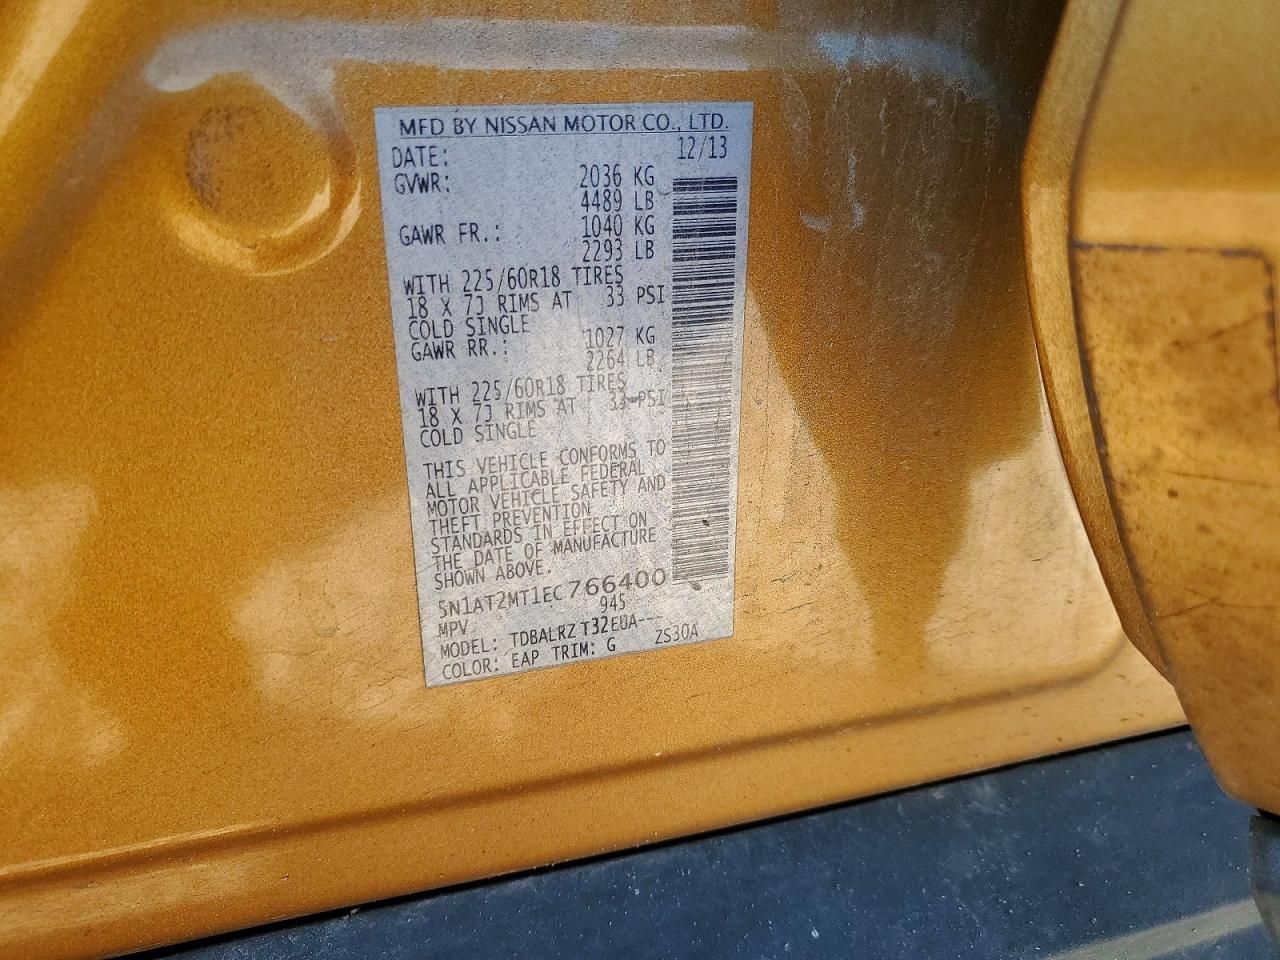 MFD BY NISSAN MOTOR CO., LTD.
DATE: 12/13
GVWR: 2036 KG
4489 LB
GAWR FR.: 1040 KG
2293 LB
WITH 225/60R18 TIRES
18 X 7J RIMS AT 33 PSI
COLD SINGLE
GAWR RR.: 1027 KG
2264 LB
WITH 225/60R18 TIRES
18 X 7J RIMS AT 33 PSI
COLD SINGLE
THIS VEHICLE CONFORMS TO
ALL APPLICABLE FEDERAL
MOTOR VEHICLE SAFETY AND
THEFT PREVENTION
STANDARDS IN EFFECT ON
THE DATE OF MANUFACTURE
SHOWN ABOVE.
5N1AT2MT1EC766400
MPV 945
MODEL: TDBALRZ T32EUA---
COLOR: EAP TRIM: G ZS30A